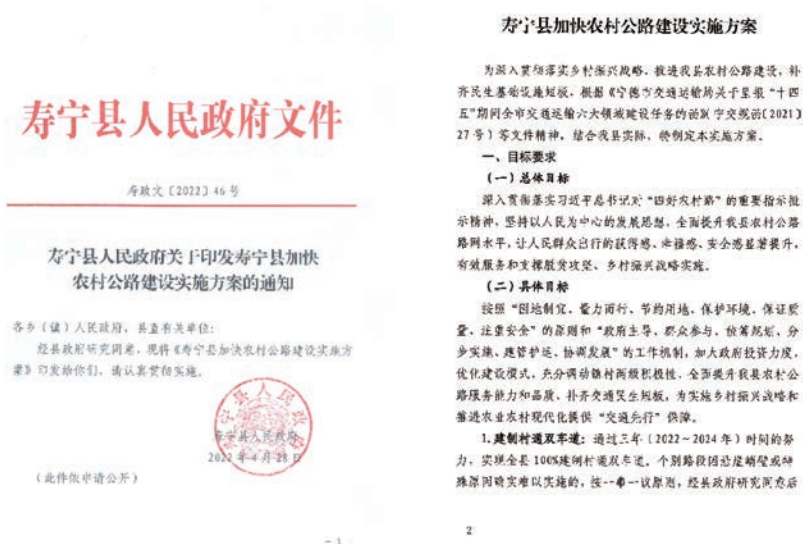 寿宁县人民政府文件
寿政文〔2022〕46号
寿宁县人民政府关于印发寿宁县加快
农村公路建设实施方案的通知
各乡（镇）人民政府，县直有关单位：
经县政府研究同意，现将《寿宁县加快农村公路建设实施方
案》印发给你们，请认真贯彻实施。
寿宁县人民政府
2022年4月28日
（此件依申请公开）
- 1 -
寿宁县加快农村公路建设实施方案
为深入贯彻落实乡村振兴战略，推进我县农村公路建设，补
齐民生基础设施短板，根据《宁德市交通运输局关于呈报“十四
五”期间全市交通运输六大领域建设任务的函》宁交规函〔2021〕
27号）等文件精神，结合我县实际，特制定本实施方案。
一、目标要求
（一）总体目标
深入贯彻落实习近平总书记对“四好农村路”的重要指示批
示精神，坚持以人民为中心的发展思想，全面提升我县农村公路
路网水平，让人民群众出行的获得感、幸福感、安全感显著提升，
有效服务和支撑脱贫攻坚、乡村振兴战略实施。
（二）具体目标
按照“因地制宜、量力而行、节约用地、保护环境、保证质
量、注重安全”的原则和“政府主导、群众参与、统筹规划、分
步实施、建管护运、协调发展”的工作机制，加大政府投资力度，
优化建设模式，充分调动镇村两级积极性，全面提升我县农村公
路服务能力和品质，补齐交通民生短板，为实施乡村振兴战略和
推进农业农村现代化提供“交通先行”保障。
1.建制村通双车道：通过三年（2022～2024年）时间的努
力，实现全县100%建制村通双车道，个别路段因悬崖峭壁或特
殊原因确实难以实施的，按一事一议原则，经县政府研究同意后
2